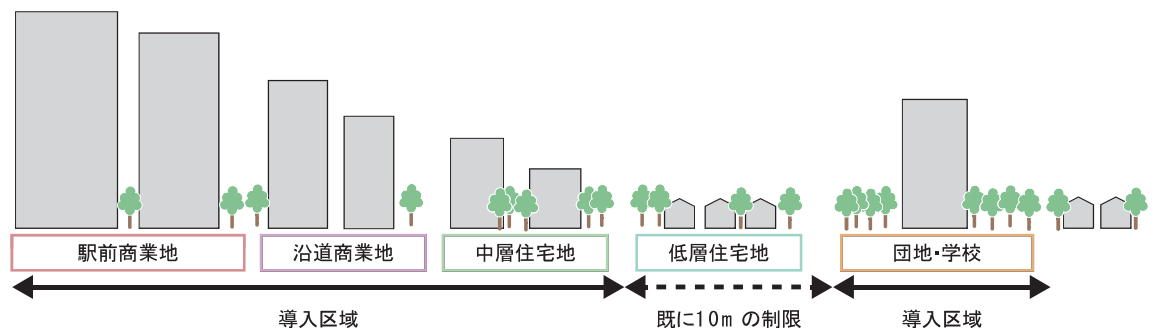 駅前商業地
沿道商業地
中層住宅地
低層住宅地
団地・学校
導入区域
既に10m の制限
導入区域